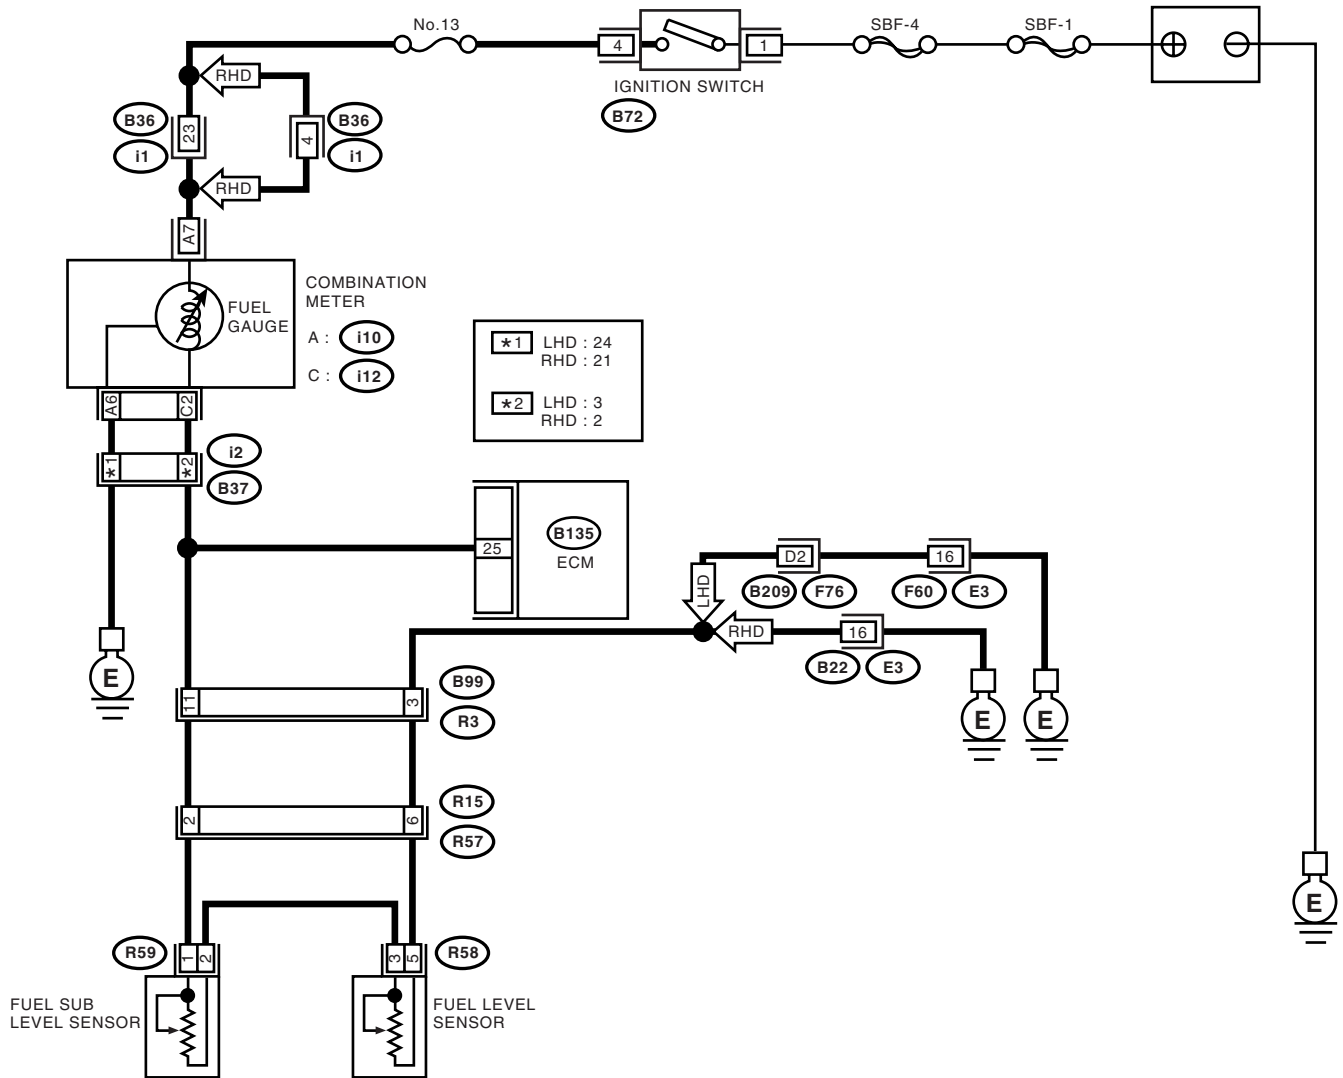 No.13
SBF-4
SBF-1
4
1
IGNITION SWITCH
B72
RHD
B36
i1
23
4
B36
i1
RHD
A7
FUEL
GAUGE
COMBINATION
METER
A : i10
C : i12
*1 LHD : 24
RHD : 21
*2 LHD : 3
RHD : 2
A6
C2
*1
*2
i2
B37
25
B135
ECM
LHD
D2
16
B209
F76
F60
E3
RHD
16
B22
E3
E
E
E
11
3
B99
R3
2
6
R15
R57
E
R59
1
2
3
5
R58
FUEL SUB
LEVEL SENSOR
FUEL LEVEL
SENSOR